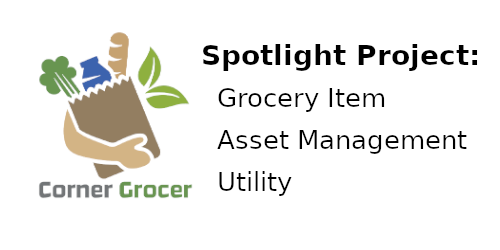 Spotlight Project:
Grocery Item
Asset Management
Utility
Corner Grocer